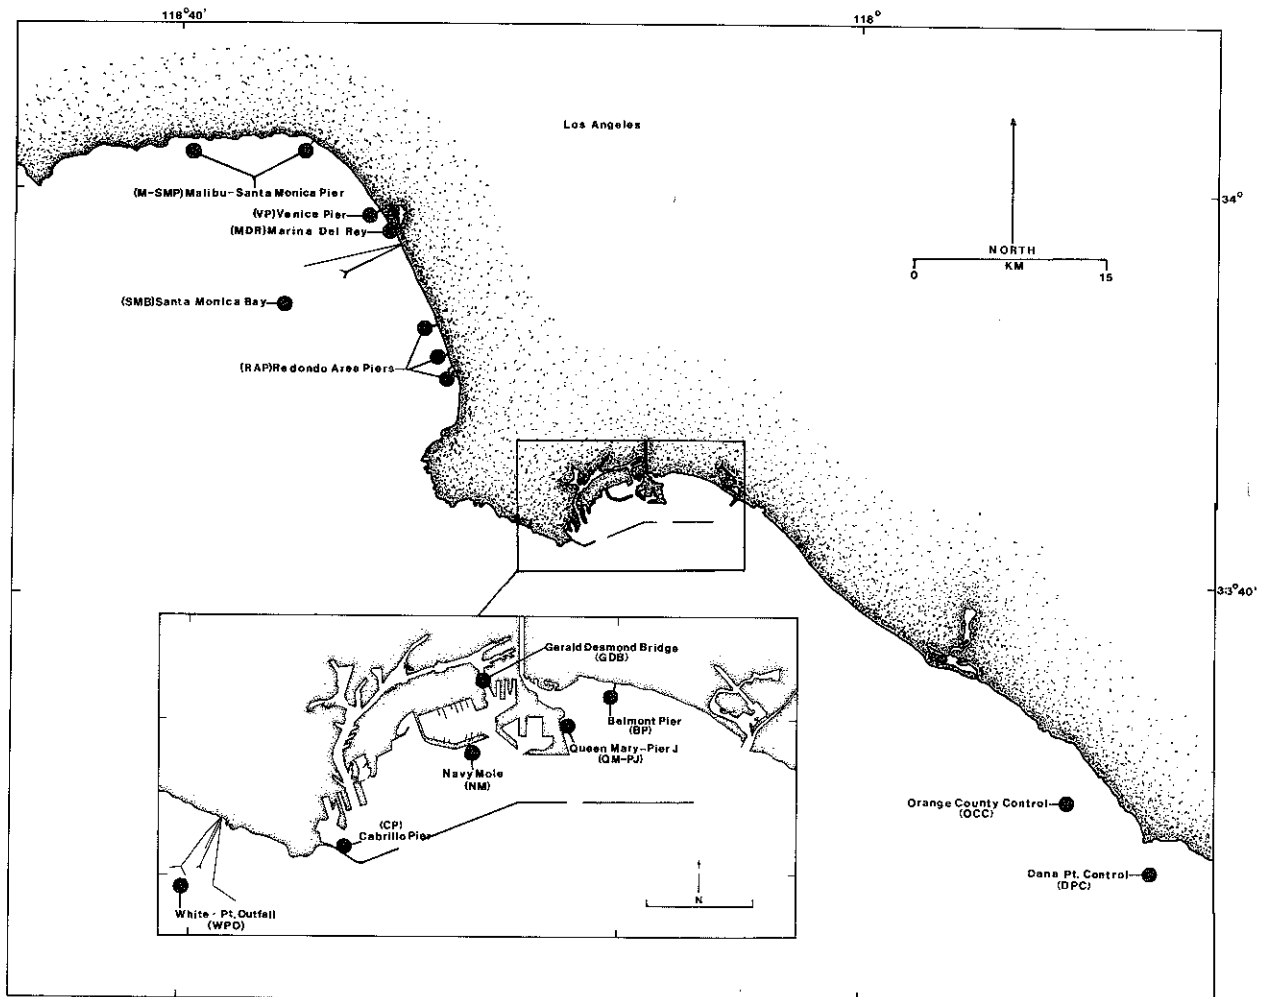 118°40'
118°
Los Angeles
34°
(M-SMP)Malibu-Santa Monica Pier
(VP)Venice Pier
(MDR)Marina Del Rey
NORTH
0
KM
15
(SMB)Santa Monica Bay
(RAP)Redondo Area Piers
33°40'
Gerald Desmond Bridge
(GDB)
Belmont Pier
(BP)
Queen Mary-Pier J
(QM-PJ)
Navy Mole
(NM)
(CP)
Cabrillo Pier
Orange County Control
(OCC)
Dana Pt. Control
(DPC)
N
White-Pt. Outfall
(WPO)